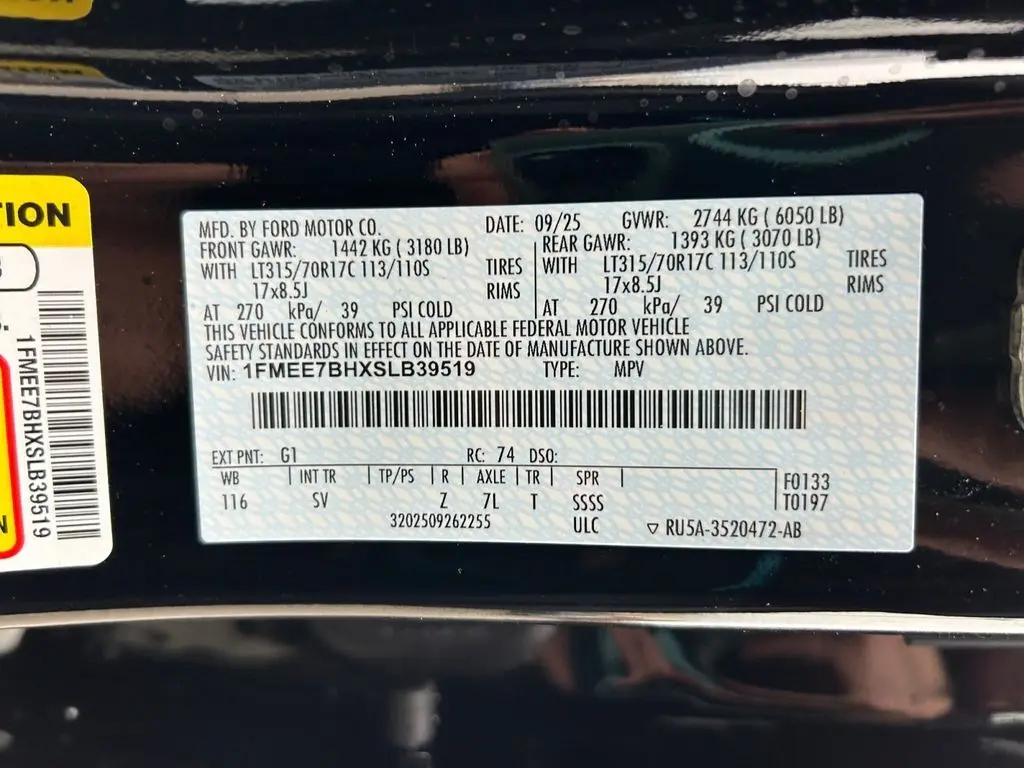 TION
1FMEE7BHXSLB39519
N
MFD. BY FORD MOTOR CO. DATE: 09/25 GVWR: 2744 KG ( 6050 LB)
FRONT GAWR: 1442 KG ( 3180 LB) REAR GAWR: 1393 KG ( 3070 LB)
WITH LT315/70R17C 113/110S TIRES WITH LT315/70R17C 113/110S TIRES
17x8.5J RIMS 17x8.5J RIMS
AT 270 kPa/ 39 PSI COLD AT 270 kPa/ 39 PSI COLD
THIS VEHICLE CONFORMS TO ALL APPLICABLE FEDERAL MOTOR VEHICLE
SAFETY STANDARDS IN EFFECT ON THE DATE OF MANUFACTURE SHOWN ABOVE.
VIN: 1FMEE7BHXSLB39519 TYPE: MPV
EXT PNT: G1 RC: 74 DSO:
WB INT TR TP/PS R AXLE TR SPR F0133
116 SV Z 7L T SSSS T0197
3202509262255 ULC RU5A-3520472-AB